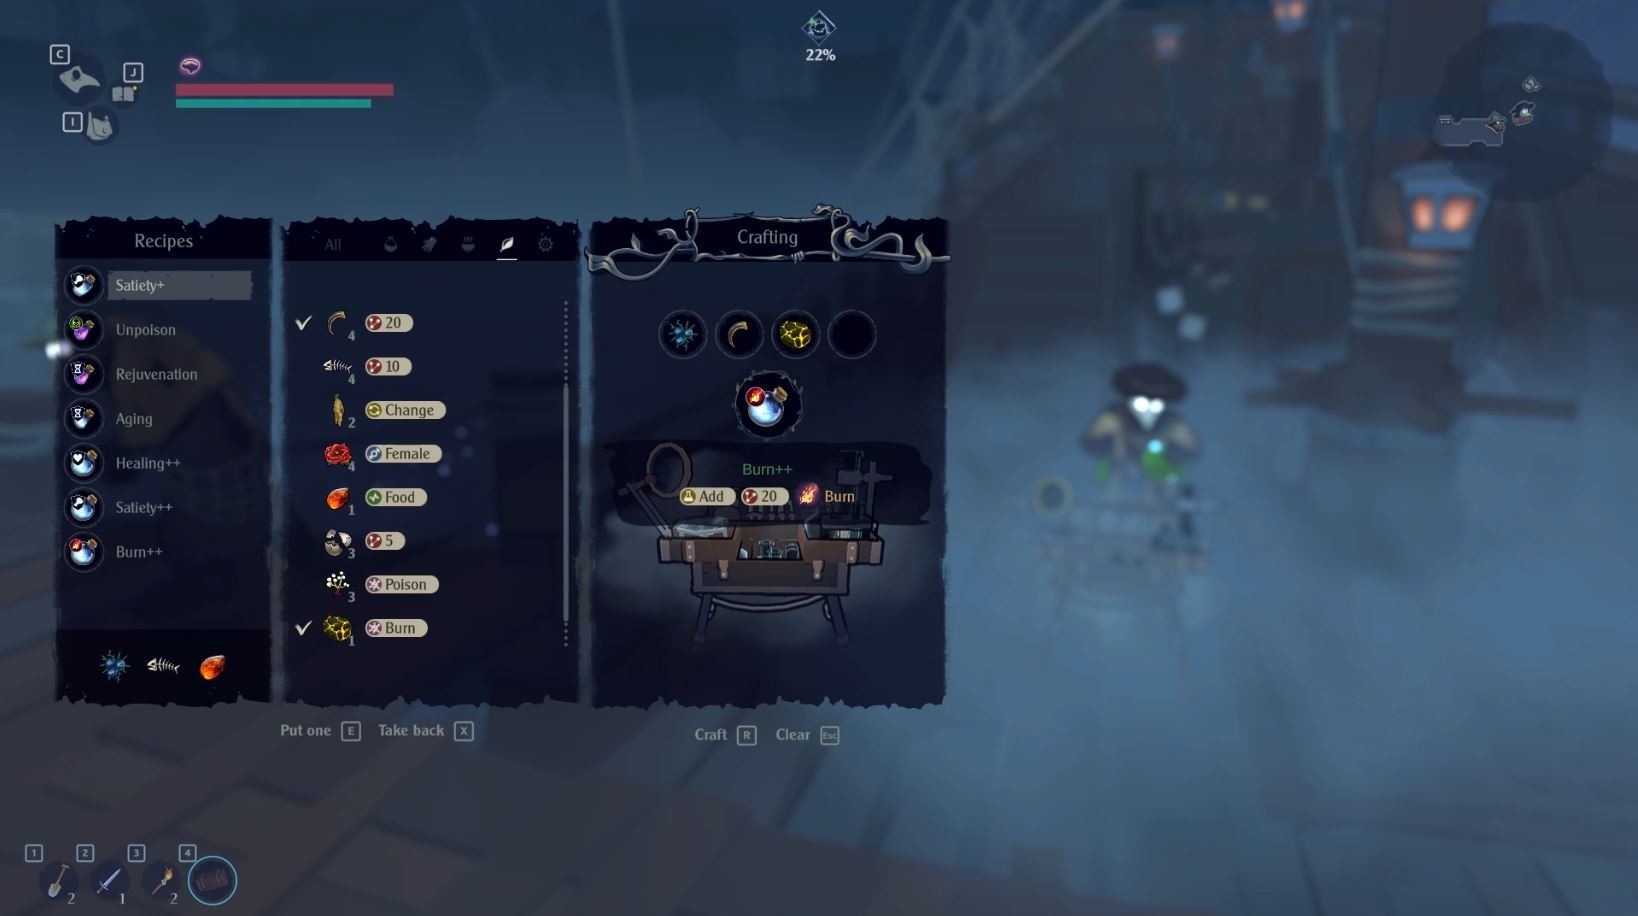 22%
C
J
I
Recipes
Satiety+
Unpoison
Rejuvenation
Aging
Healing++
Satiety++
Burn++
All
4 20
4 10
2 Change
4 Female
1 Food
3 5
3 Poison
1 Burn
Put one E Take back X
Crafting
Burn++
Add 20 Burn
Craft R Clear Esc
1 2 3 4
2 1 2